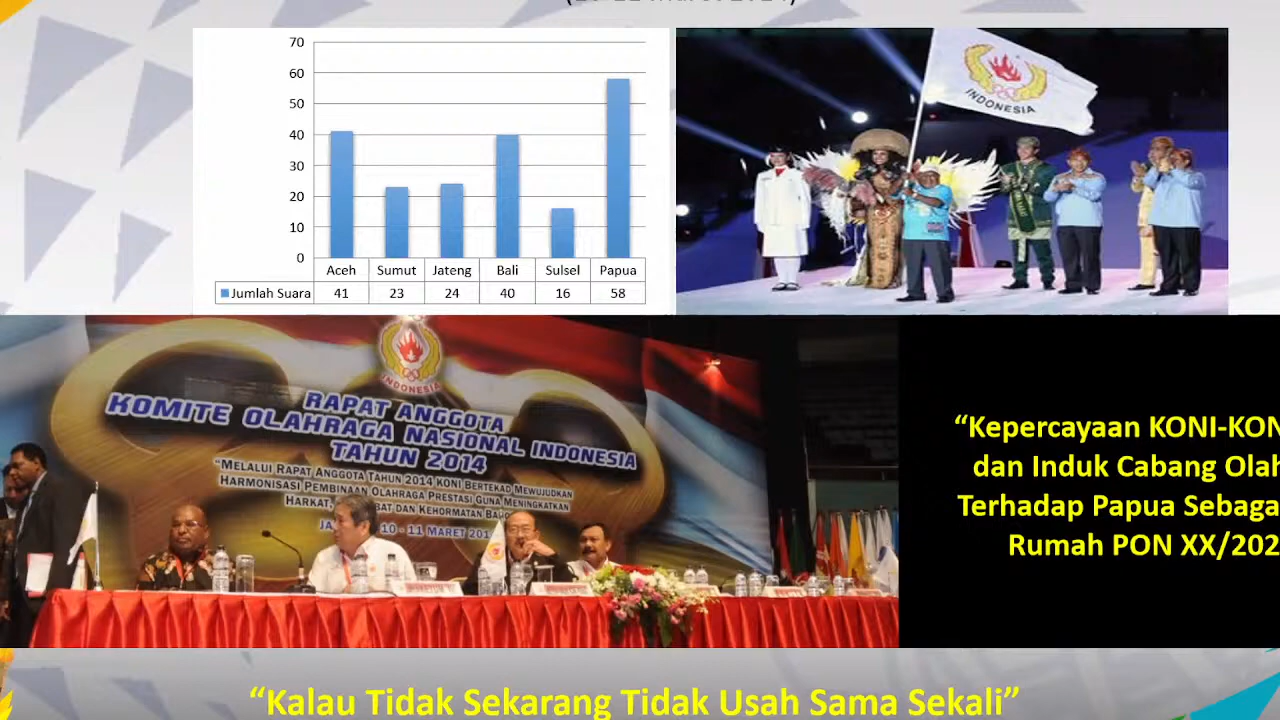 70
60
50
40
30
20
10
0
Aceh Sumut Jateng Bali Sulsel Papua
Jumlah Suara 41 23 24 40 16 58
INDONESIA
INDONESIA
RAPAT ANGGOTA
KOMITE OLAHRAGA NASIONAL INDONESIA
TAHUN 2014
“MELALUI RAPAT ANGGOTA TAHUN 2014 KONI BERTEKAD MEWUJUDKAN
HARMONISASI PEMBINAAN OLAHRAGA PRESTASI GUNA MENINGKATKAN
HARKAT, DAN KEHORMATAN
10 - 11 MARET
“Kepercayaan KONI-KON
dan Induk Cabang Olah
Terhadap Papua Sebaga
Rumah PON XX/202
“Kalau Tidak Sekarang Tidak Usah Sama Sekali”